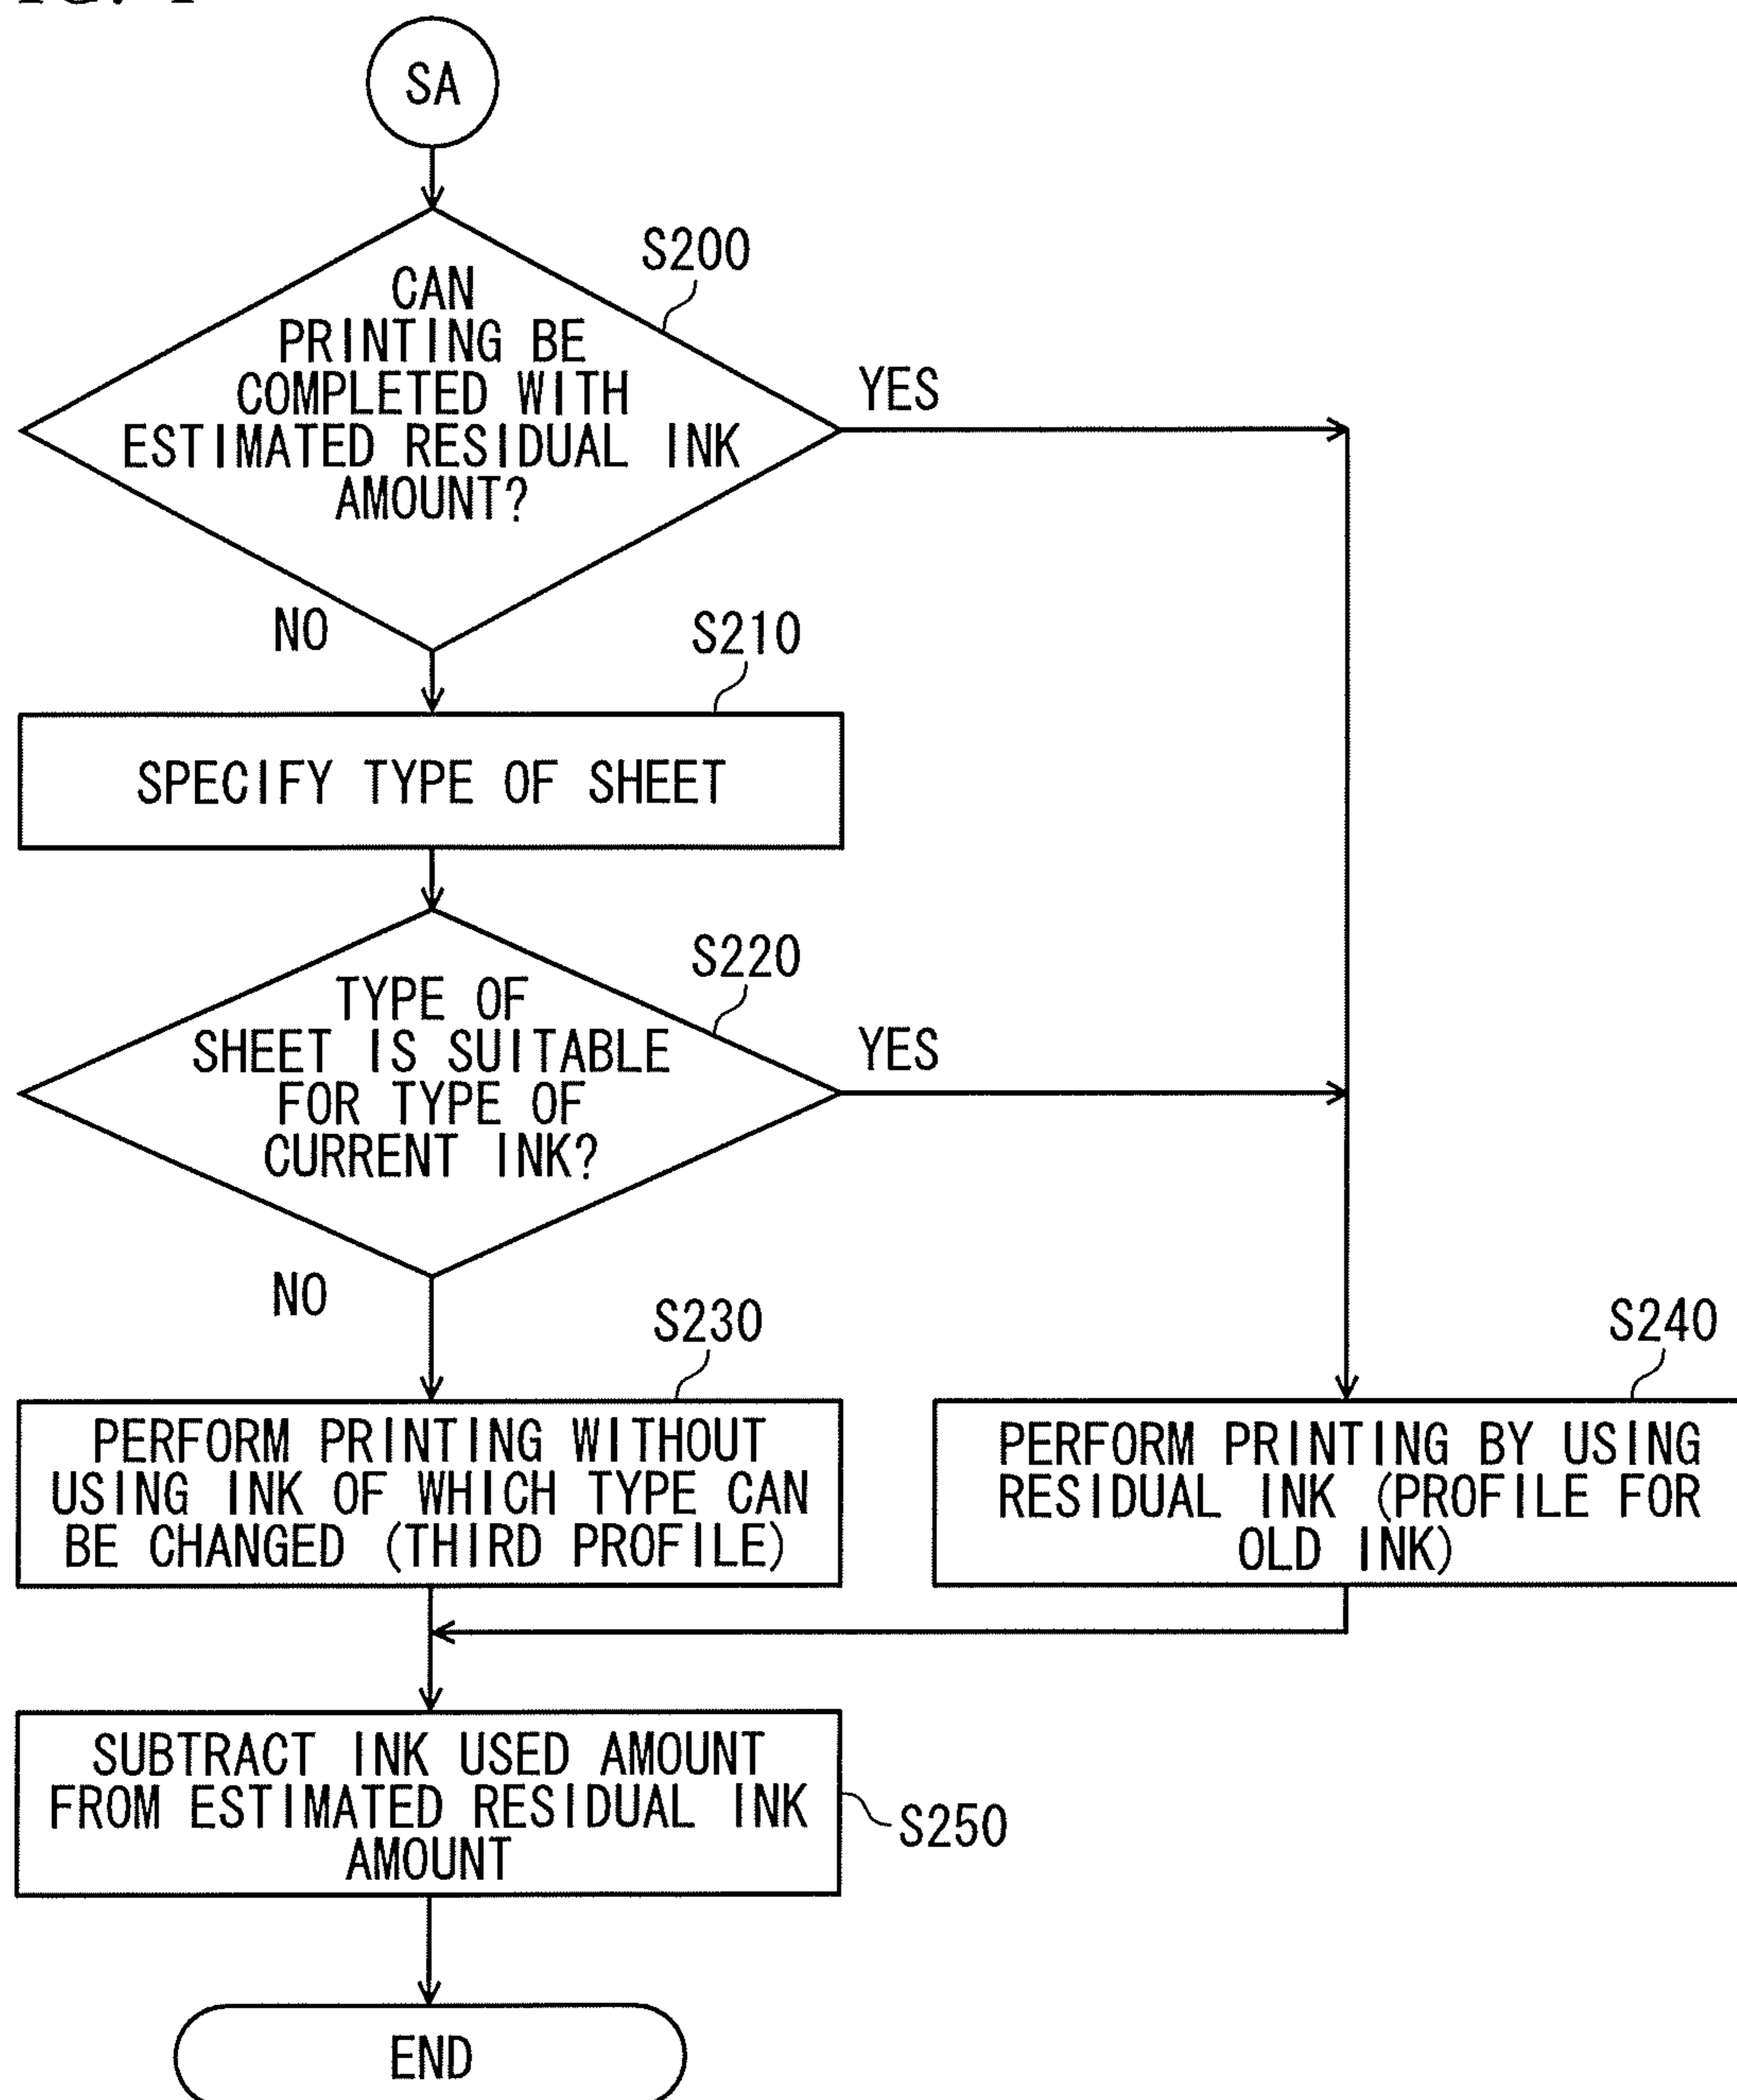 SA
S200
CAN
PRINTING BE
COMPLETED WITH
ESTIMATED RESIDUAL INK
AMOUNT?
YES
NO
S210
SPECIFY TYPE OF SHEET
S220
TYPE OF
SHEET IS SUITABLE
FOR TYPE OF
CURRENT INK?
YES
NO
S230
PERFORM PRINTING WITHOUT
USING INK OF WHICH TYPE CAN
BE CHANGED (THIRD PROFILE)
S240
PERFORM PRINTING BY USING
RESIDUAL INK (PROFILE FOR
OLD INK)
SUBTRACT INK USED AMOUNT
FROM ESTIMATED RESIDUAL INK
AMOUNT
S250
END